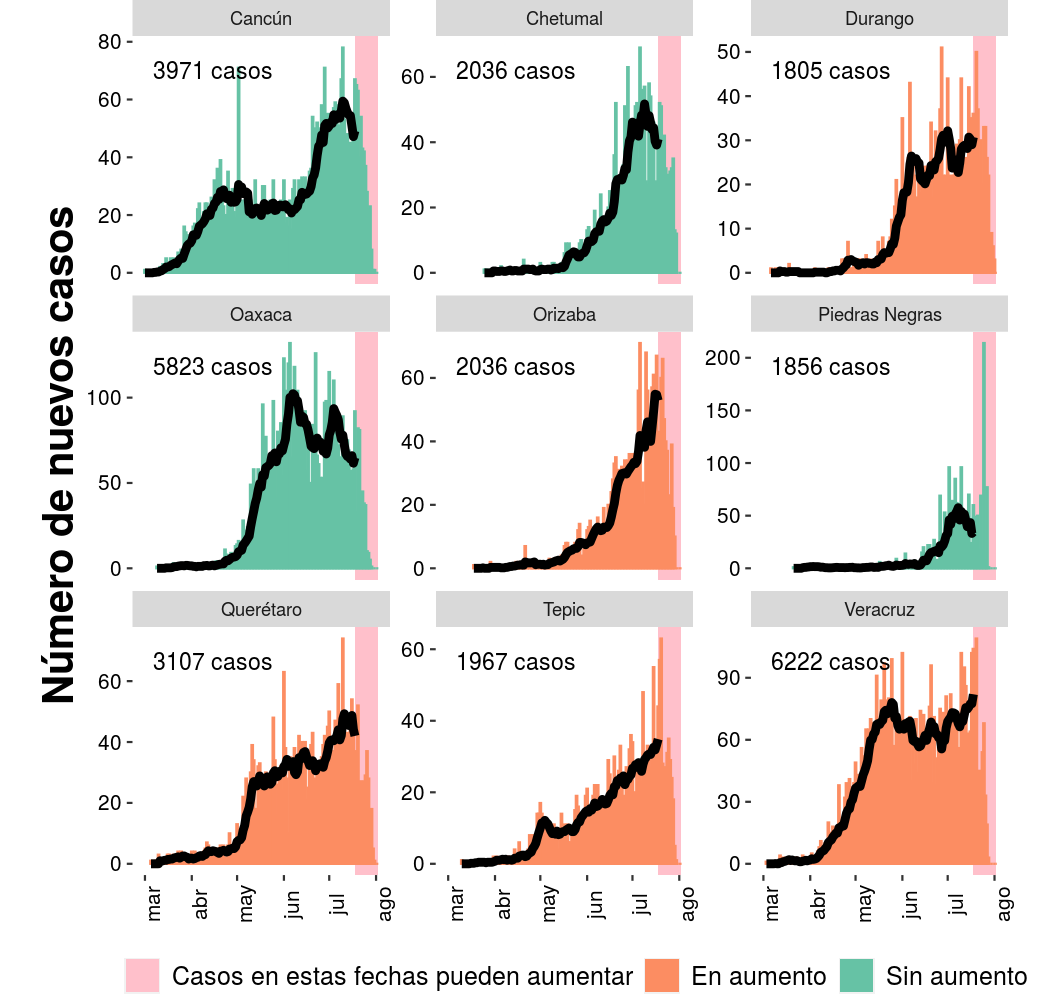 Número de nuevos casos
Cancún
Chetumal
Durango
3971 casos
2036 casos
1805 casos
80
60
40
20
0
60
40
20
0
50
40
30
20
10
0
Oaxaca
Orizaba
Piedras Negras
5823 casos
2036 casos
1856 casos
100
50
0
60
40
20
0
200
150
100
50
0
Querétaro
Tepic
Veracruz
3107 casos
1967 casos
6222 casos
60
40
20
0
60
40
20
0
90
60
30
0
mar abr may jun jul ago
mar abr may jun jul ago
mar abr may jun jul ago
Casos en estas fechas pueden aumentar En aumento Sin aumento